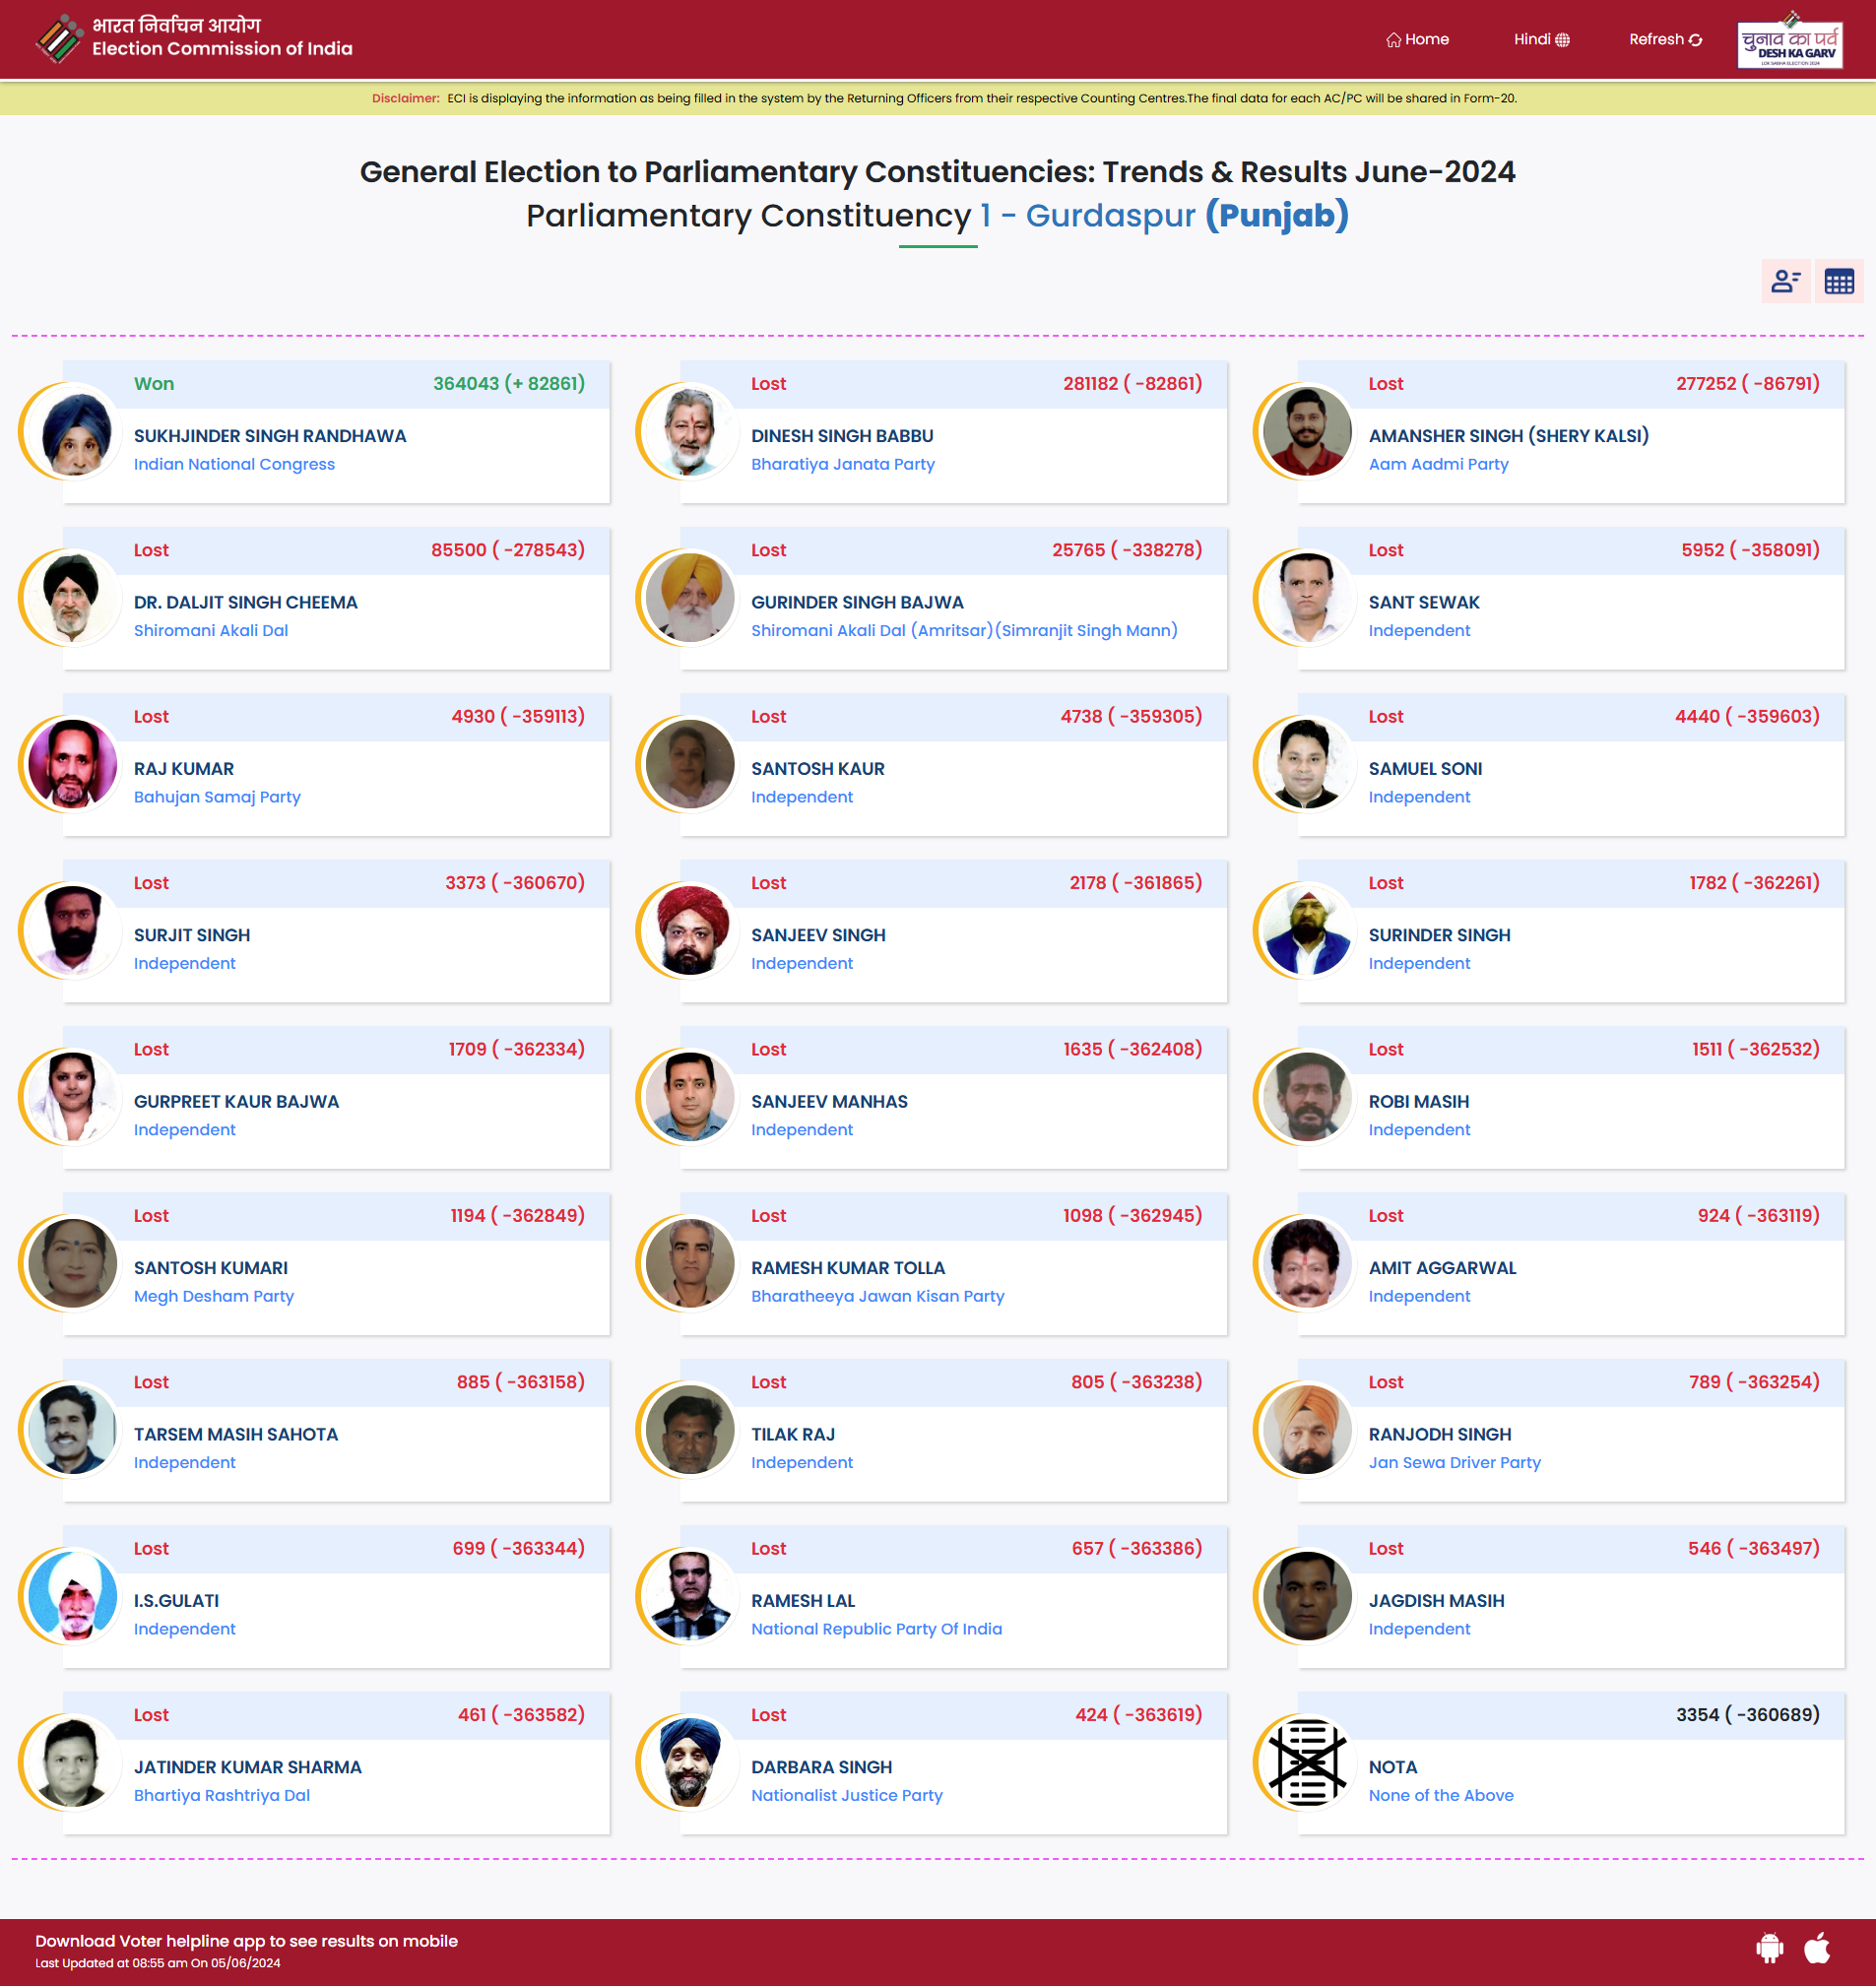 भारत निर्वाचन आयोग
Election Commission of India
Home
Hindi
Refresh
चुनाव का पर्व
DESH KA GARV
LOK SABHA ELECTION 2024
Disclaimer: ECI is displaying the information as being filled in the system by the Returning Officers from their respective Counting Centres.The final data for each AC/PC will be shared in Form-20.
General Election to Parliamentary Constituencies: Trends & Results June-2024
Parliamentary Constituency 1 - Gurdaspur (Punjab)
Won 364043 (+ 82861)
SUKHJINDER SINGH RANDHAWA
Indian National Congress
Lost 281182 ( -82861)
DINESH SINGH BABBU
Bharatiya Janata Party
Lost 277252 ( -86791)
AMANSHER SINGH (SHERY KALSI)
Aam Aadmi Party
Lost 85500 ( -278543)
DR. DALJIT SINGH CHEEMA
Shiromani Akali Dal
Lost 25765 ( -338278)
GURINDER SINGH BAJWA
Shiromani Akali Dal (Amritsar)(Simranjit Singh Mann)
Lost 5952 ( -358091)
SANT SEWAK
Independent
Lost 4930 ( -359113)
RAJ KUMAR
Bahujan Samaj Party
Lost 4738 ( -359305)
SANTOSH KAUR
Independent
Lost 4440 ( -359603)
SAMUEL SONI
Independent
Lost 3373 ( -360670)
SURJIT SINGH
Independent
Lost 2178 ( -361865)
SANJEEV SINGH
Independent
Lost 1782 ( -362261)
SURINDER SINGH
Independent
Lost 1709 ( -362334)
GURPREET KAUR BAJWA
Independent
Lost 1635 ( -362408)
SANJEEV MANHAS
Independent
Lost 1511 ( -362532)
ROBI MASIH
Independent
Lost 1194 ( -362849)
SANTOSH KUMARI
Megh Desham Party
Lost 1098 ( -362945)
RAMESH KUMAR TOLLA
Bharatheeya Jawan Kisan Party
Lost 924 ( -363119)
AMIT AGGARWAL
Independent
Lost 885 ( -363158)
TARSEM MASIH SAHOTA
Independent
Lost 805 ( -363238)
TILAK RAJ
Independent
Lost 789 ( -363254)
RANJODH SINGH
Jan Sewa Driver Party
Lost 699 ( -363344)
I.S.GULATI
Independent
Lost 657 ( -363386)
RAMESH LAL
National Republic Party Of India
Lost 546 ( -363497)
JAGDISH MASIH
Independent
Lost 461 ( -363582)
JATINDER KUMAR SHARMA
Bhartiya Rashtriya Dal
Lost 424 ( -363619)
DARBARA SINGH
Nationalist Justice Party
3354 ( -360689)
NOTA
None of the Above
Download Voter helpline app to see results on mobile
Last Updated at 08:55 am On 05/06/2024